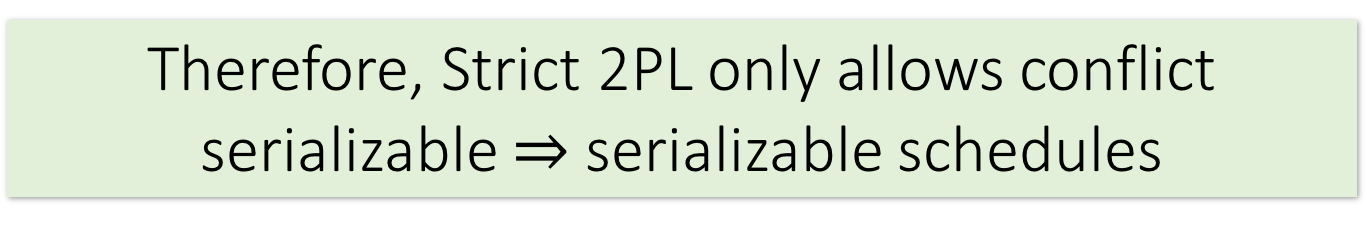 Therefore, Strict 2PL only allows conflict
serializable ⇒ serializable schedules